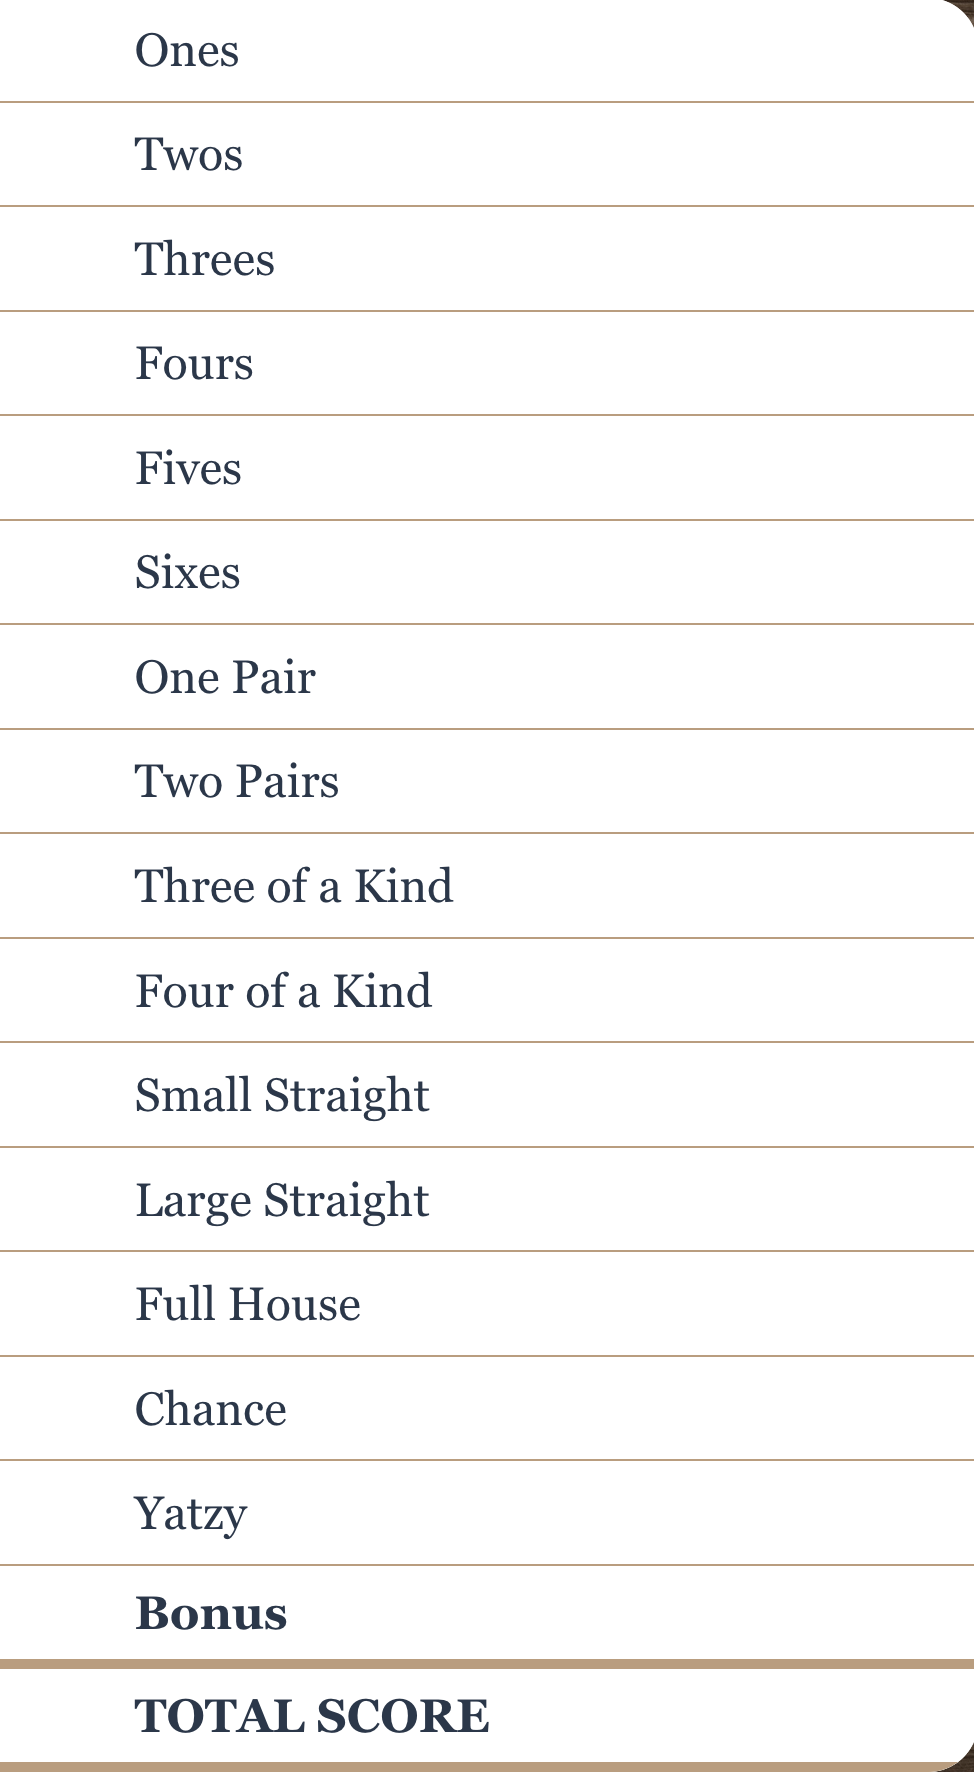 Ones
Twos
Threes
Fours
Fives
Sixes
One Pair
Two Pairs
Three of a Kind
Four of a Kind
Small Straight
Large Straight
Full House
Chance
Yatzy
Bonus
TOTAL SCORE